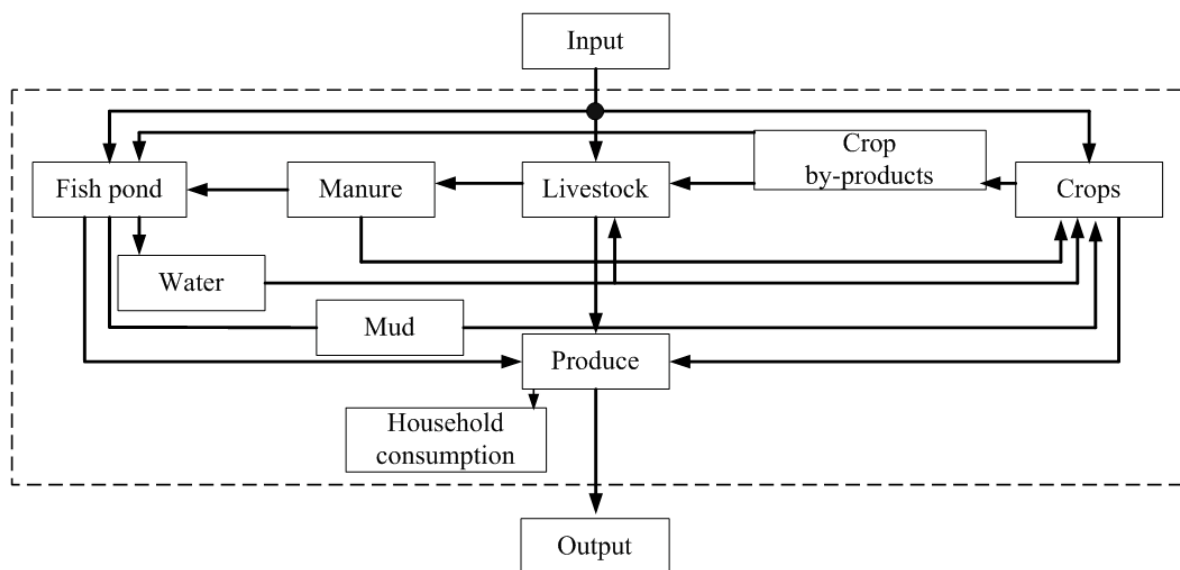 Input
Crop
by-products
Fish pond
Manure
Livestock
Crops
Water
Mud
Produce
Household
consumption
Output